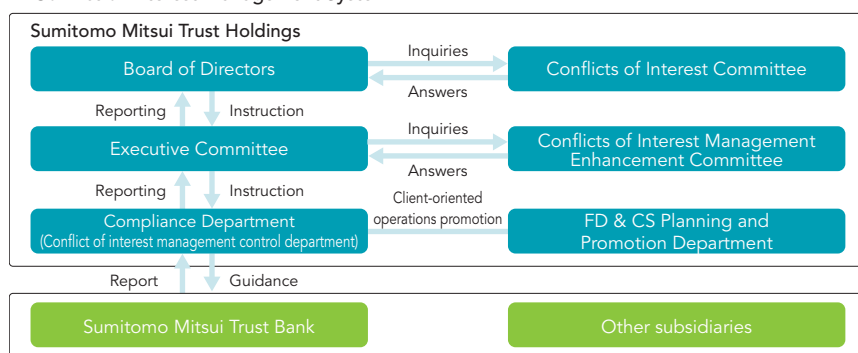 Sumitomo Mitsui Trust Holdings
Board of Directors
Inquiries
Answers
Conflicts of Interest Committee
Reporting
Instruction
Executive Committee
Inquiries
Answers
Conflicts of Interest Management
Enhancement Committee
Reporting
Instruction
Compliance Department
(Conflict of interest management control department)
Client-oriented
operations promotion
FD & CS Planning and
Promotion Department
Report
Guidance
Sumitomo Mitsui Trust Bank
Other subsidiaries